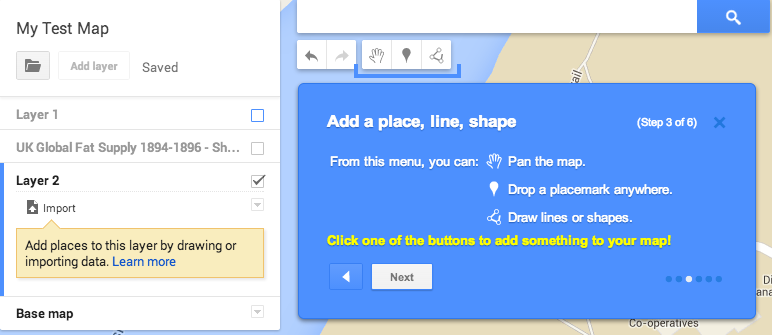 My Test Map
Add layer
Saved
Layer 1
UK Global Fat Supply 1894-1896 - Sh...
Layer 2
Import
Add places to this layer by drawing or
importing data. Learn more
Base map
Add a place, line, shape
(Step 3 of 6)
From this menu, you can:
Pan the map.
Drop a placemark anywhere.
Draw lines or shapes.
Click one of the buttons to add something to your map!
Next
ail
Di
ana
Co-operatives